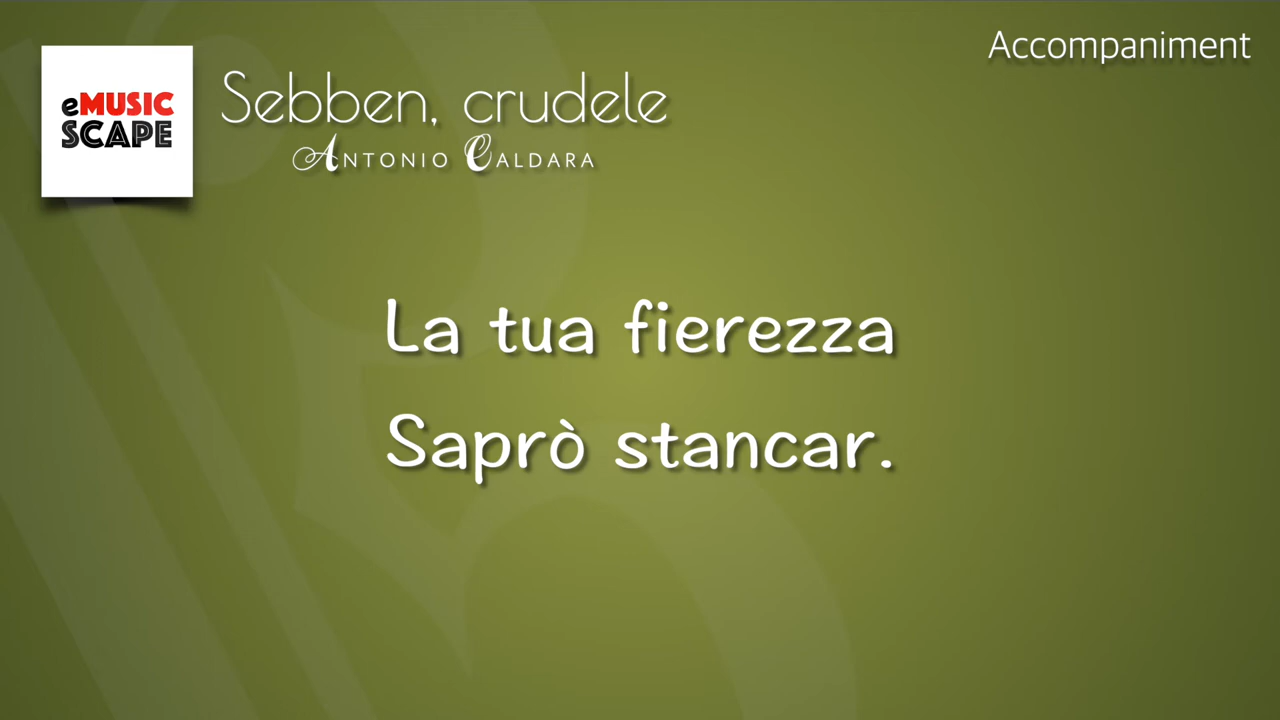 Accompaniment
eMUSIC
SCAPE
Sebben, crudele
ANTONIO CALDARA
La tua fierezza
Saprò stancar.